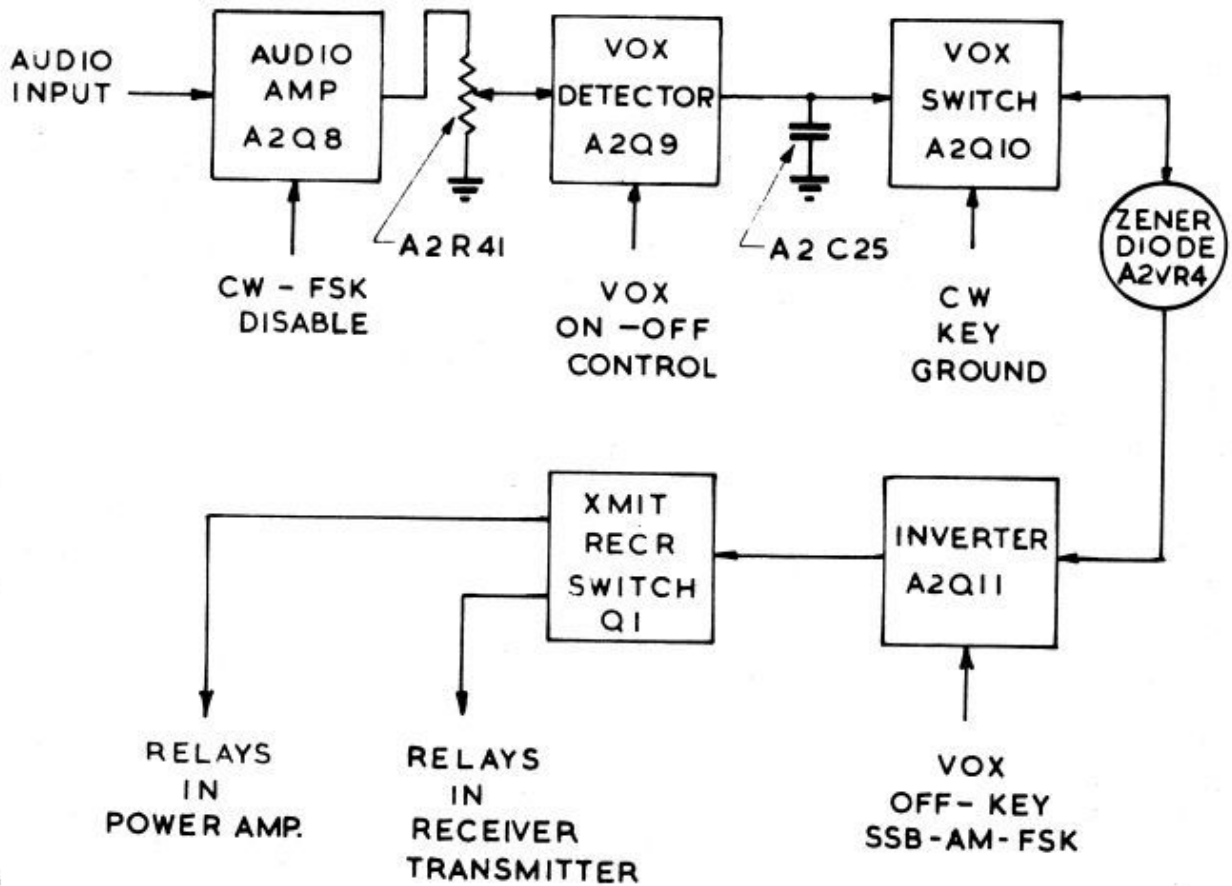 AUDIO
INPUT
AUDIO
AMP
A2Q8
VOX
DETECTOR
A2Q9
VOX
SWITCH
A2Q10
ZENER
DIODE
A2VR4
A2R41
A2C25
CW - FSK
DISABLE
VOX
ON - OFF
CONTROL
CW
KEY
GROUND
XMIT
RECR
SWITCH
Q1
INVERTER
A2Q11
RELAYS
IN
POWER AMP.
RELAYS
IN
RECEIVER
TRANSMITTER
VOX
OFF - KEY
SSB-AM-FSK